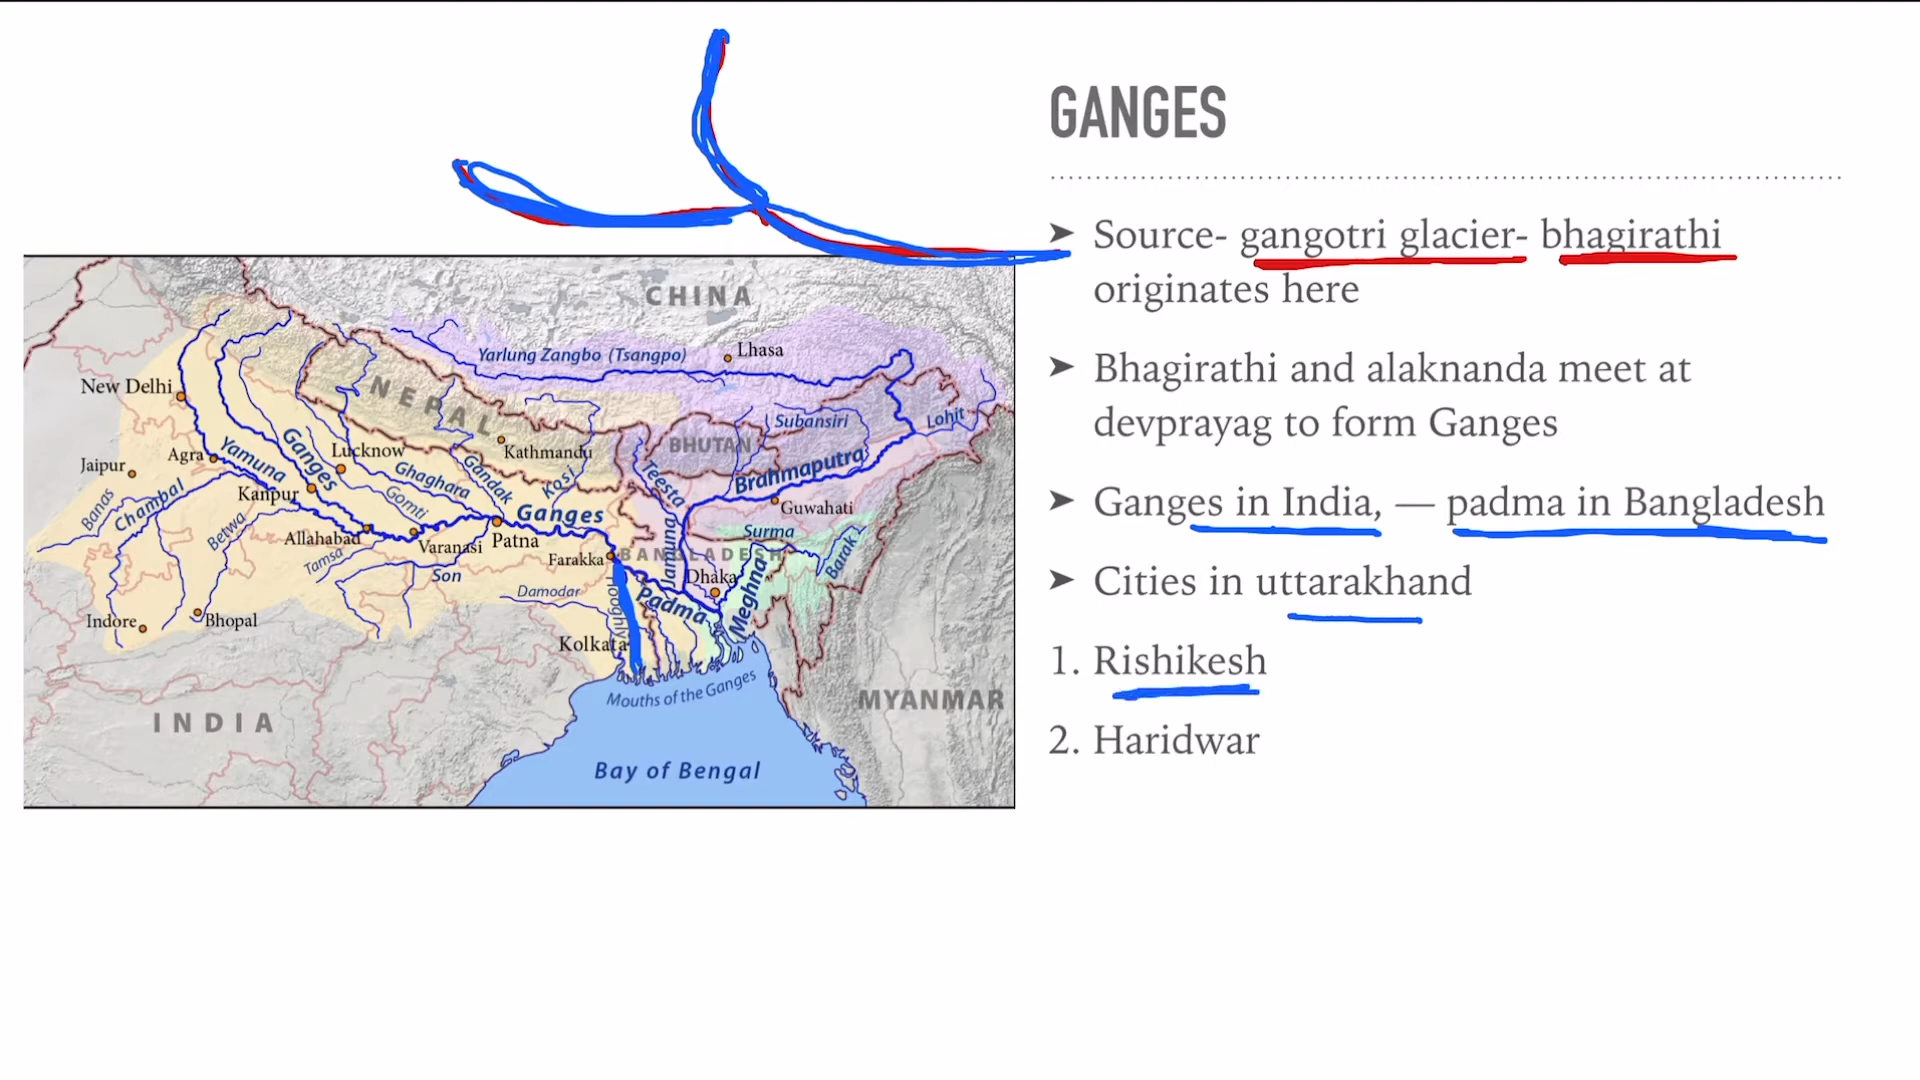 GANGES
➤ Source- gangotri glacier- bhagirathi
originates here
➤ Bhagirathi and alaknanda meet at
devprayag to form Ganges
➤ Ganges in India, — padma in Bangladesh
➤ Cities in uttarakhand
1. Rishikesh
2. Haridwar
CHINA
Yarlung Zangbo (Tsangpo)
Lhasa
New Delhi
NEPAL
Subansiri
Lohit
BHUTAN
Kathmandu
Lucknow
Ganges
Yamuna
Agra
Jaipur
Ghaghara
Gandak
Kosi
Teesta
Brahmaputra
Banas
Chambal
Kanpur
Gomti
Ganges
Guwahati
Betwa
Allahabad
Varanasi
Patna
Surma
Barak
Tamsa
Farakka
BANGLADESH
Jamuna
Son
Dhaka
Damodar
Hooghly
Padma
Meghna
Indore
Bhopal
Kolkata
Mouths of the Ganges
INDIA
MYANMAR
Bay of Bengal